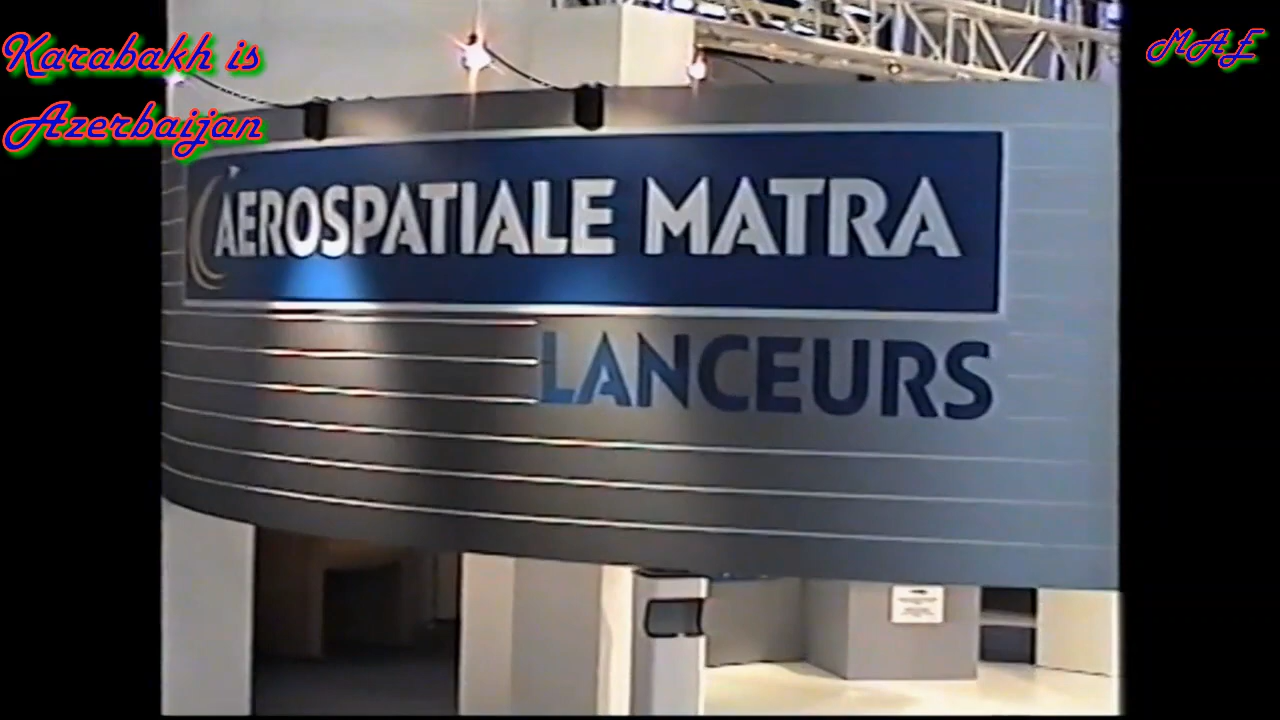 Karabakh is
Azerbaijan
MAE
AEROSPATIALE MATRA
LANCEURS